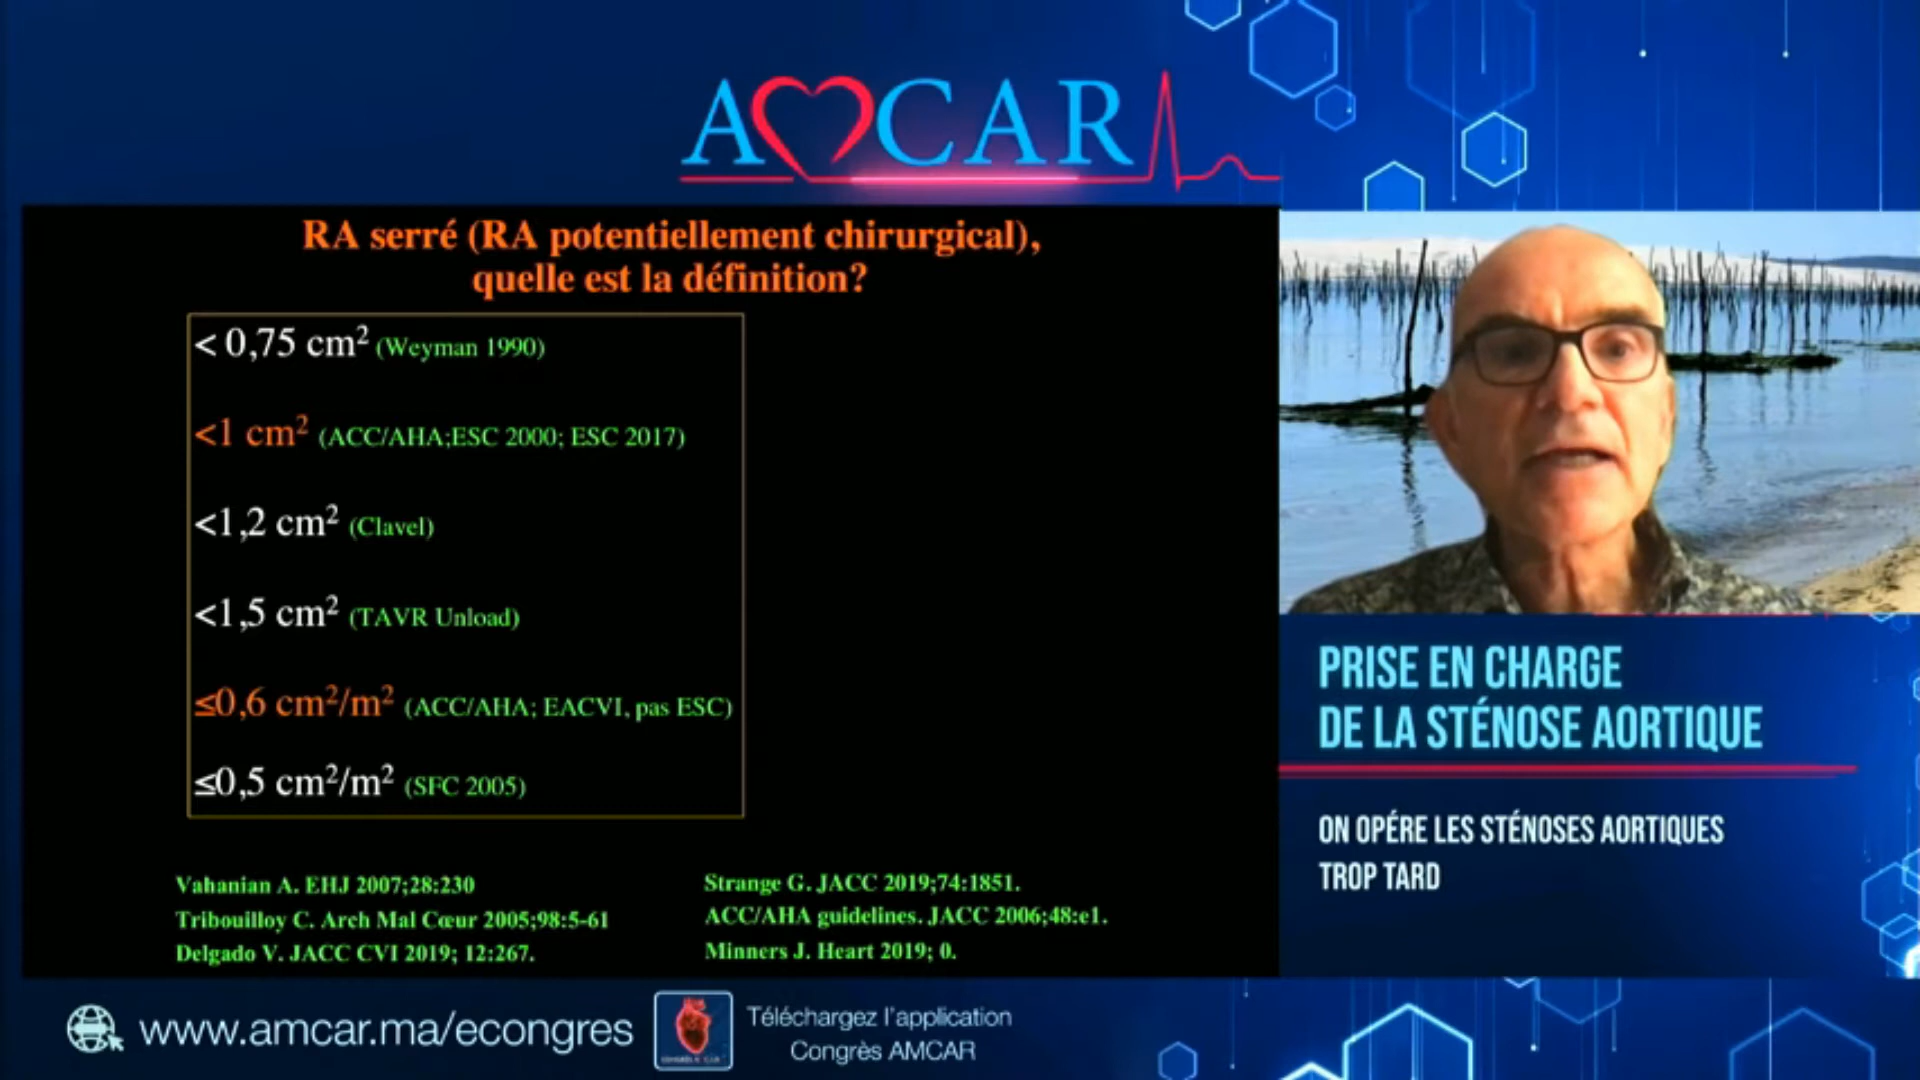 AMCAR
RA serré (RA potentiellement chirurgical),
quelle est la définition?
< 0,75 cm² (Weyman 1990)
<1 cm² (ACC/AHA;ESC 2000; ESC 2017)
<1,2 cm² (Clavel)
<1,5 cm² (TAVR Unload)
≤0,6 cm²/m² (ACC/AHA; EACVI, pas ESC)
≤0,5 cm²/m² (SFC 2005)
Vahanian A. EHJ 2007;28:230
Tribouilloy C. Arch Mal Cœur 2005;98:5-61
Delgado V. JACC CVI 2019; 12:267.
Strange G. JACC 2019;74:1851.
ACC/AHA guidelines. JACC 2006;48:e1.
Minners J. Heart 2019; 0.
PRISE EN CHARGE
DE LA STÉNOSE AORTIQUE
ON OPÉRE LES STÉNOSES AORTIQUES
TROP TARD
www.amcar.ma/econgres
Téléchargez l'application
Congrès AMCAR